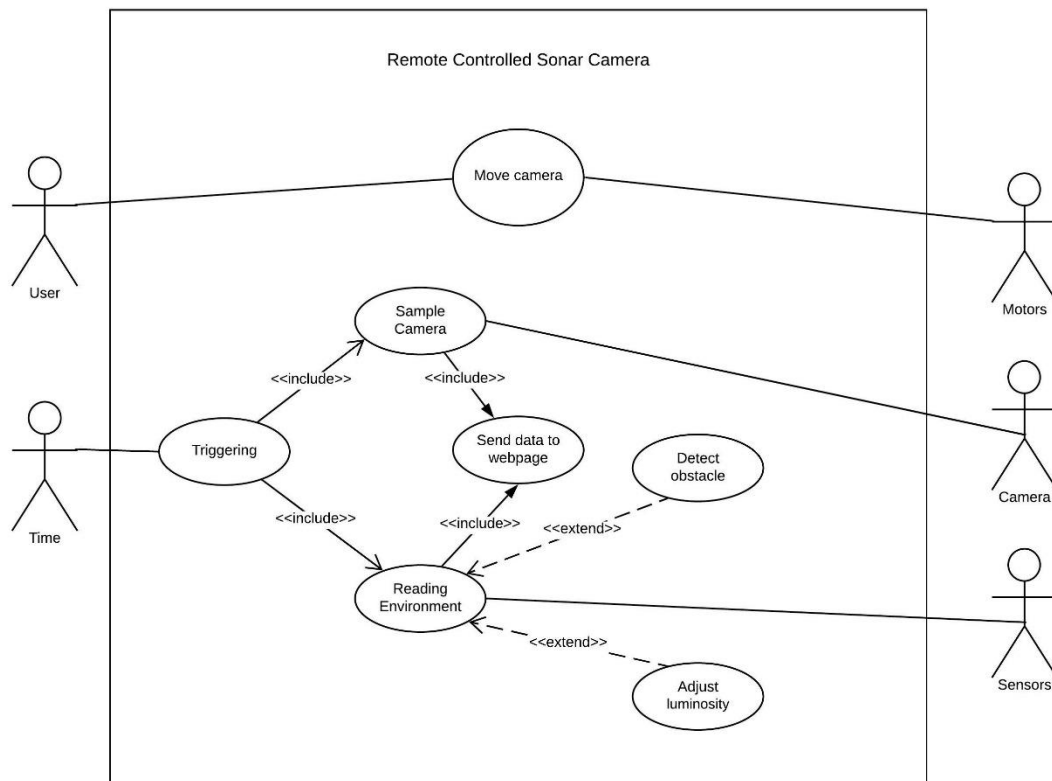 Remote Controlled Sonar Camera
Move camera
User
Motors
Sample
Camera
<<include>>
<<include>>
Triggering
Send data to
webpage
Detect
obstacle
Time
Camera
<<include>>
<<include>>
<<extend>>
Reading
Environment
<<extend>>
Adjust
luminosity
Sensors